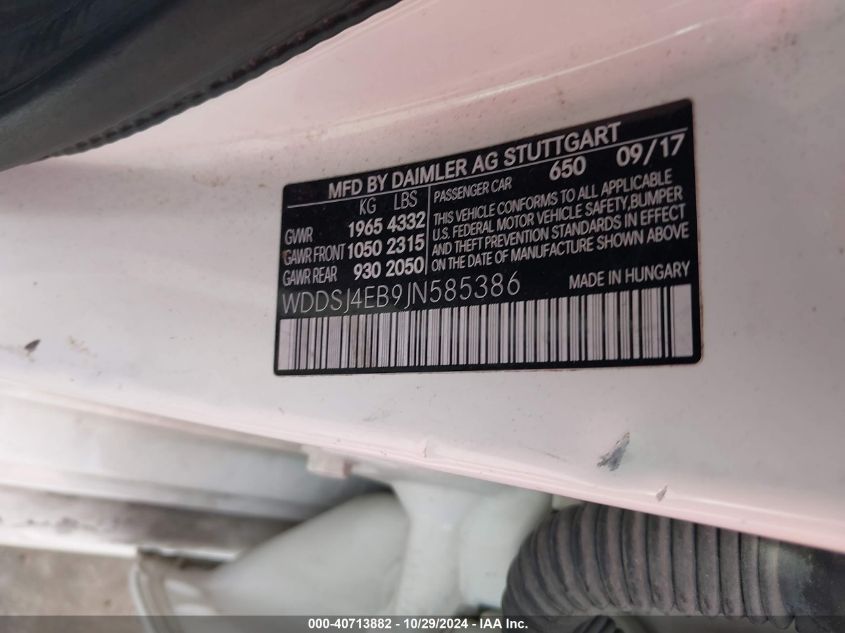 MFD BY DAIMLER AG STUTTGART
KG LBS
GVWR 1965 4332
GAWR FRONT 1050 2315
GAWR REAR 930 2050
PASSENGER CAR 650 09/17
THIS VEHICLE CONFORMS TO ALL APPLICABLE
U.S. FEDERAL MOTOR VEHICLE SAFETY, BUMPER
AND THEFT PREVENTION STANDARDS IN EFFECT
ON THE DATE OF MANUFACTURE SHOWN ABOVE
WDDSJ4EB9JN585386 MADE IN HUNGARY
000-40713882 - 10/29/2024 - IAA Inc.